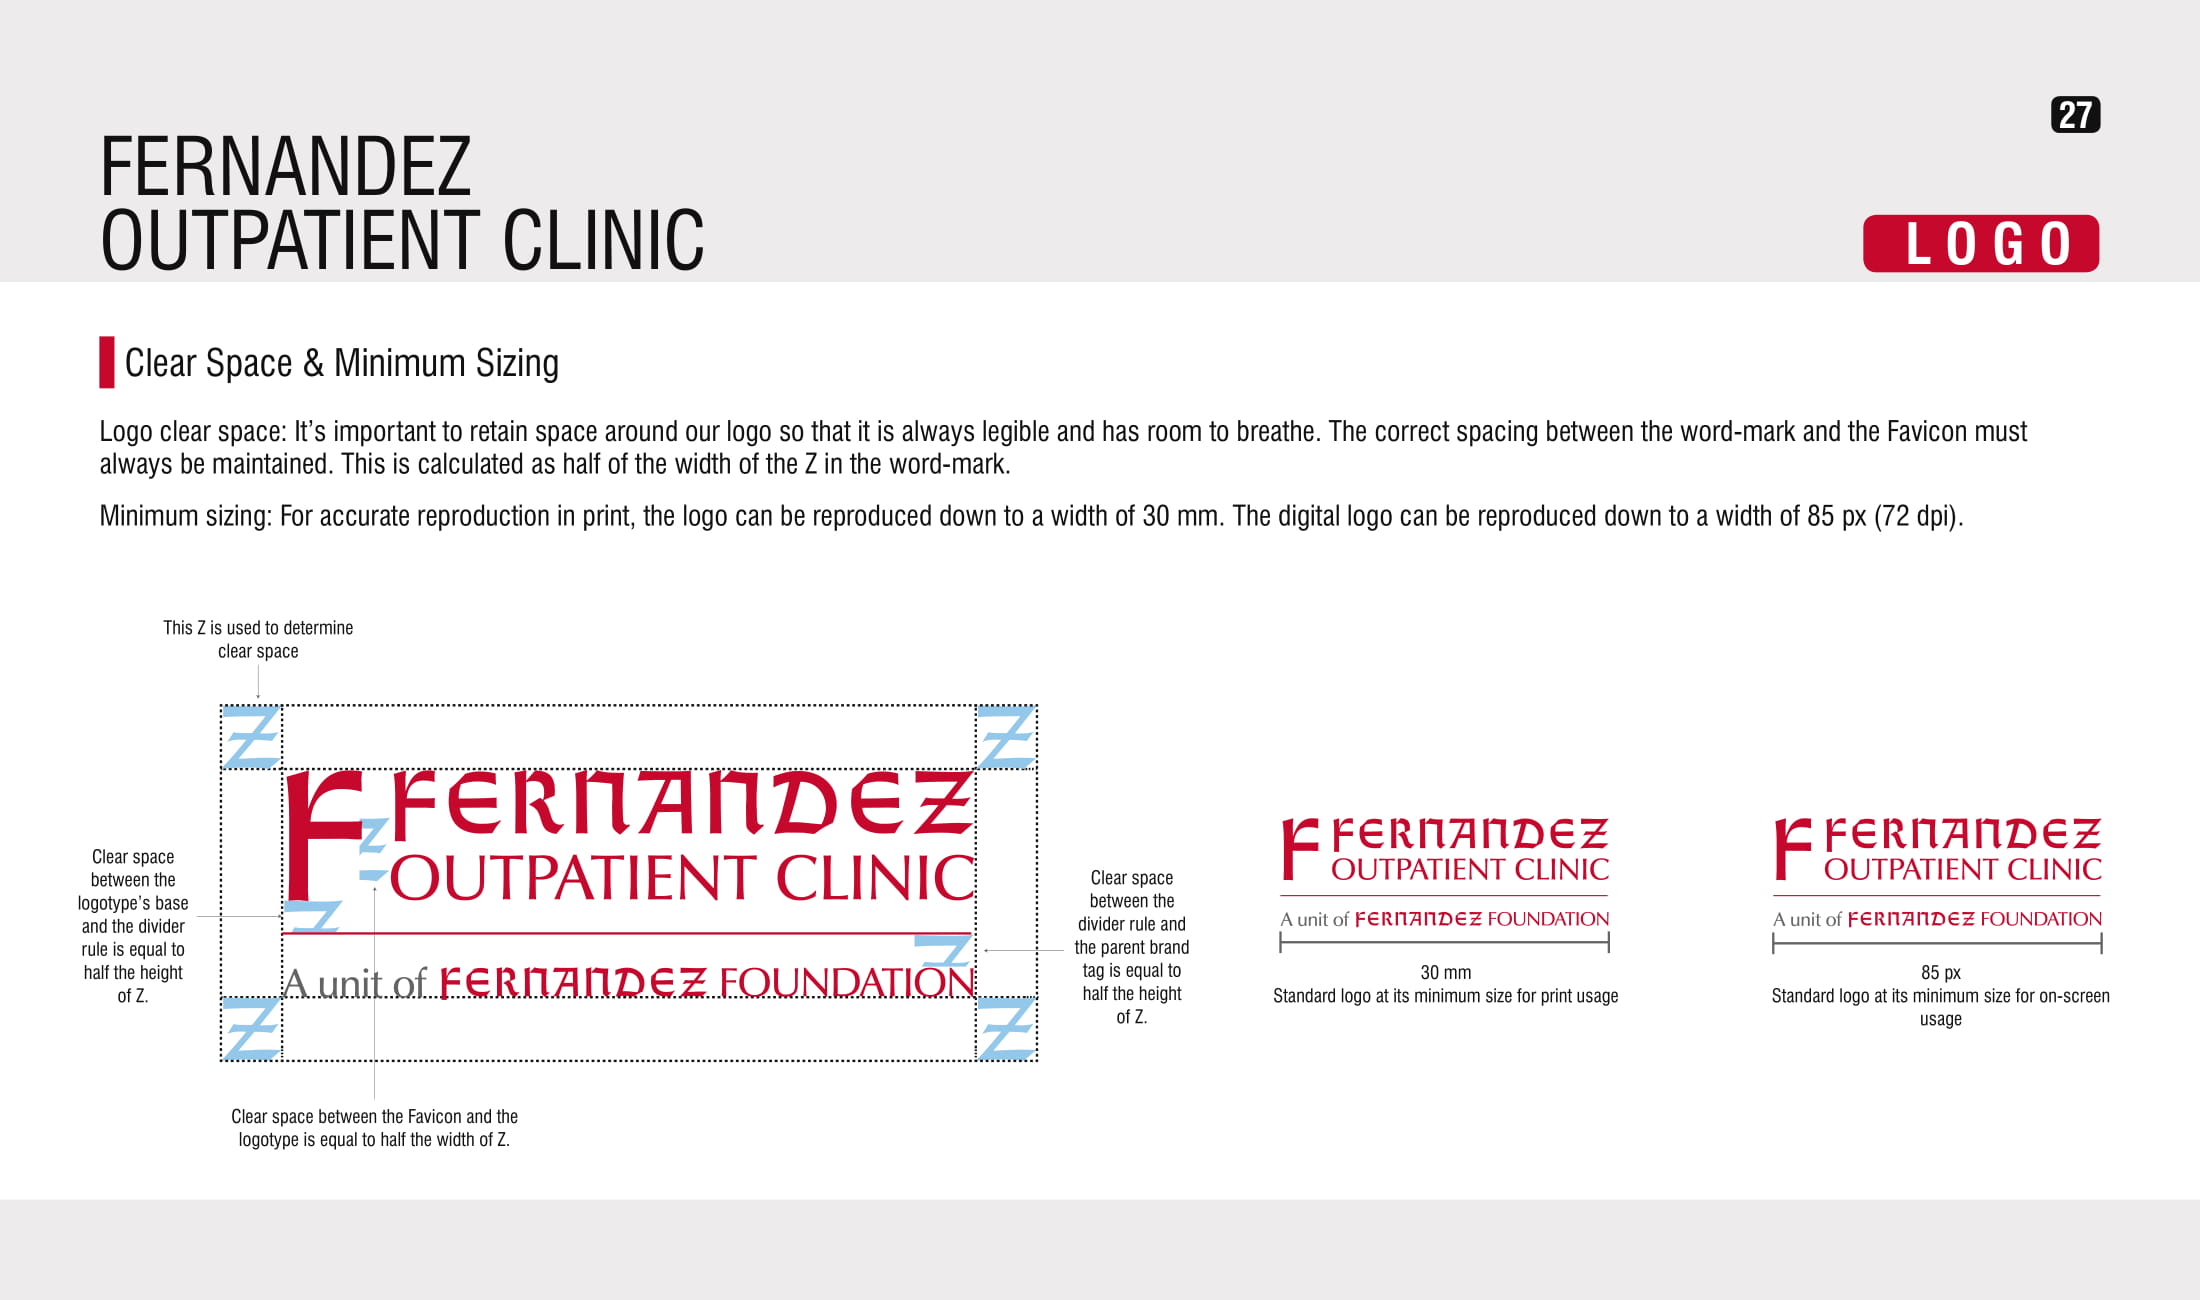 27
FERNANDEZ
OUTPATIENT CLINIC
LOGO
Clear Space & Minimum Sizing
Logo clear space: It’s important to retain space around our logo so that it is always legible and has room to breathe. The correct spacing between the word-mark and the Favicon must
always be maintained. This is calculated as half of the width of the Z in the word-mark.
Minimum sizing: For accurate reproduction in print, the logo can be reproduced down to a width of 30 mm. The digital logo can be reproduced down to a width of 85 px (72 dpi).
This Z is used to determine
clear space
Z Z
F FERNANDEZ
Z
OUTPATIENT CLINIC
Z
Z
Z
A unit of FERNANDEZ FOUNDATION
Z Z
Clear space
between the
logotype’s base
and the divider
rule is equal to
half the height
of Z.
Clear space
between the
divider rule and
the parent brand
tag is equal to
half the height
of Z.
Clear space between the Favicon and the
logotype is equal to half the width of Z.
F FERNANDEZ
OUTPATIENT CLINIC
A unit of FERNANDEZ FOUNDATION
30 mm
Standard logo at its minimum size for print usage
F FERNANDEZ
OUTPATIENT CLINIC
A unit of FERNANDEZ FOUNDATION
85 px
Standard logo at its minimum size for on-screen
usage